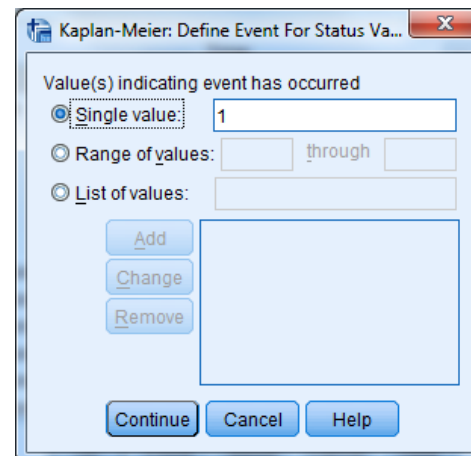 Kaplan-Meier: Define Event For Status Va...
Value(s) indicating event has occurred
Single value: 1
Range of values: through
List of values:
Add
Change
Remove
Continue Cancel Help